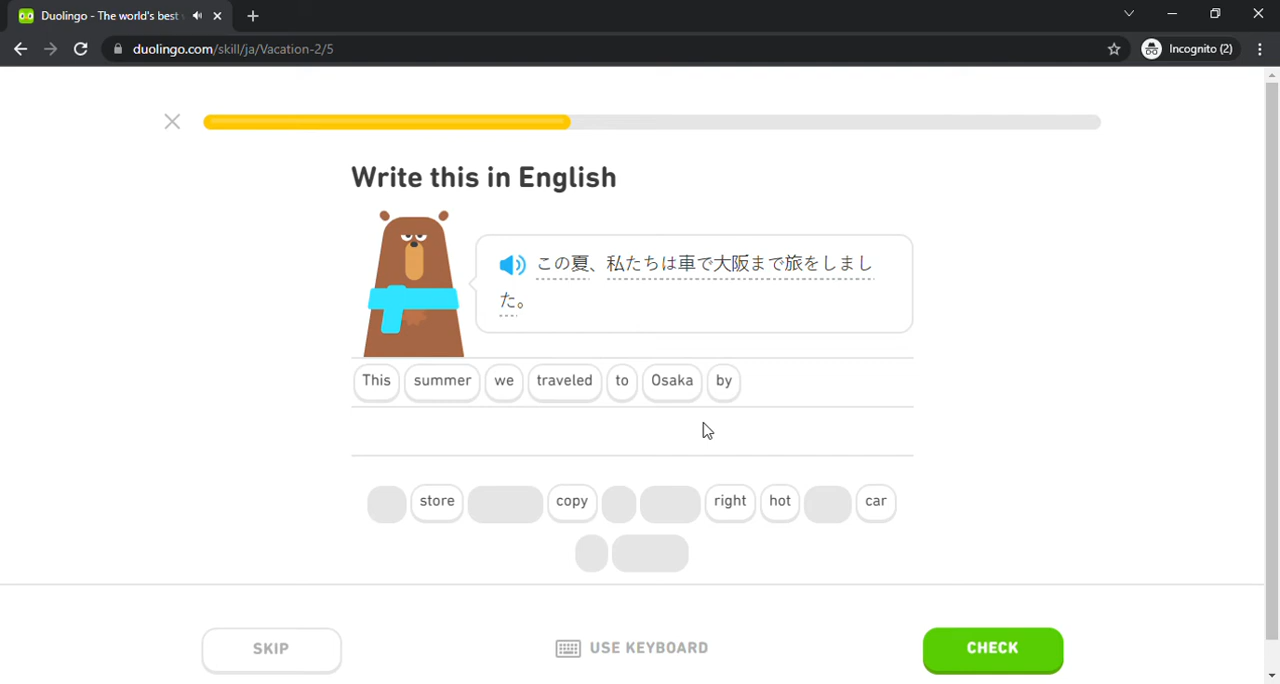 Duolingo - The world's best
duolingo.com/skill/ja/Vacation-2/5
Incognito (2)
Write this in English
この夏、私たちは車で大阪まで旅をしまし
た。
This summer we traveled to Osaka by
store copy right hot car
SKIP
USE KEYBOARD
CHECK